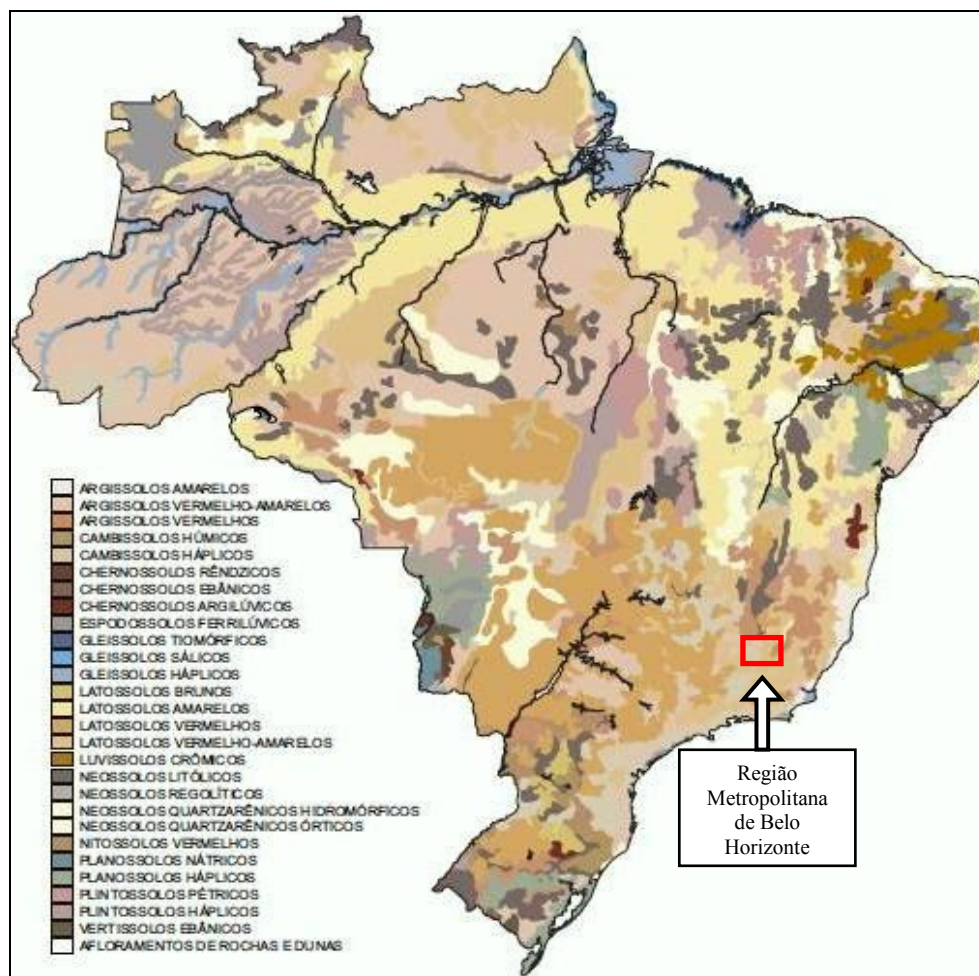 ARGISSOLOS AMARELOS
ARGISSOLOS VERMELHO-AMARELOS
ARGISSOLOS VERMELHOS
CAMBISSOLOS HÚMICOS
CAMBISSOLOS HÁPLICOS
CHERNOSSOLOS RÊNDZICOS
CHERNOSSOLOS EBÂNICOS
CHERNOSSOLOS ARGILÚVICOS
ESPODOSSOLOS FERRILÚVICOS
GLEISSOLOS TIOMÓRFICOS
GLEISSOLOS SÁLICOS
GLEISSOLOS HÁPLICOS
LATOSSOLOS BRUNOS
LATOSSOLOS AMARELOS
LATOSSOLOS VERMELHOS
LATOSSOLOS VERMELHO-AMARELOS
LUVISSOLOS CRÔMICOS
NEOSSOLOS LITÓLICOS
NEOSSOLOS REGOLÍTICOS
NEOSSOLOS QUARTZARÊNICOS HIDROMÓRFICOS
NEOSSOLOS QUARTZARÊNICOS ÓRTICOS
NITOSSOLOS VERMELHOS
PLANOSSOLOS NÁTRICOS
PLANOSSOLOS HÁPLICOS
PLINTOSSOLOS PÉTRICOS
PLINTOSSOLOS HÁPLICOS
VERTISSOLOS EBÂNICOS
AFLORAMENTOS DE ROCHAS E DUNAS
Região
Metropolitana
de Belo
Horizonte